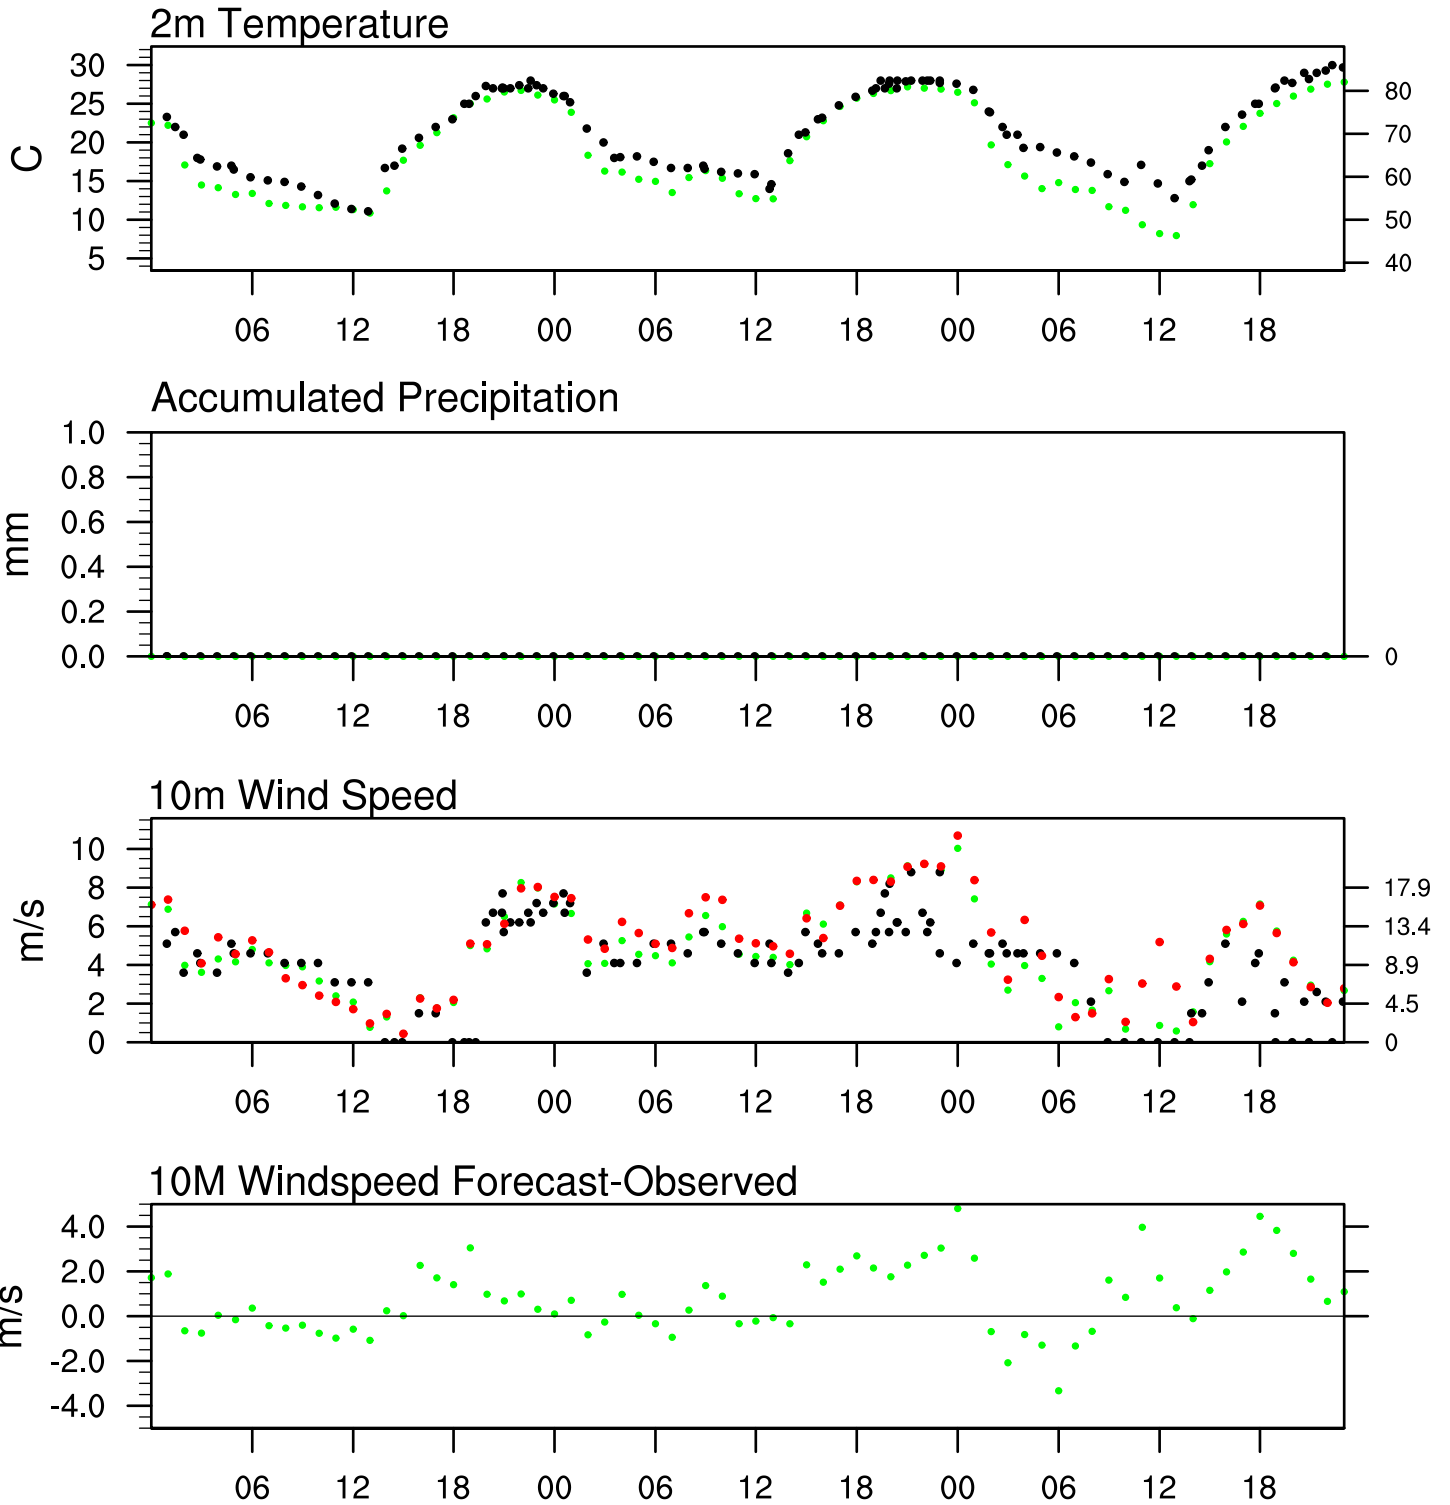 2m Temperature
30
25
20
15
10
5
C
80
70
60
50
40
06 12 18 00 06 12 18 00 06 12 18
Accumulated Precipitation
1.0
0.8
0.6
0.4
0.2
0.0
mm
0
06 12 18 00 06 12 18 00 06 12 18
10m Wind Speed
10
8
6
4
2
0
m/s
17.9
13.4
8.9
4.5
0
06 12 18 00 06 12 18 00 06 12 18
10M Windspeed Forecast-Observed
4.0
2.0
0.0
-2.0
-4.0
m/s
06 12 18 00 06 12 18 00 06 12 18